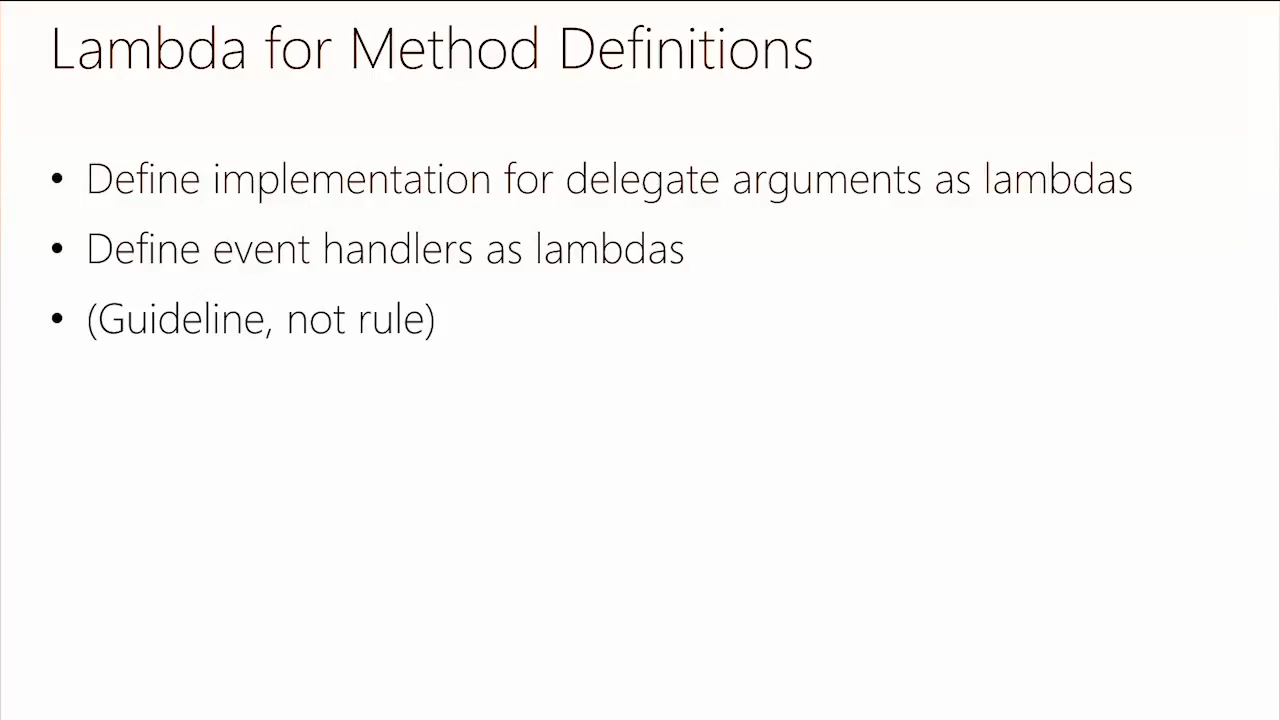 Lambda for Method Definitions
• Define implementation for delegate arguments as lambdas
• Define event handlers as lambdas
• (Guideline, not rule)